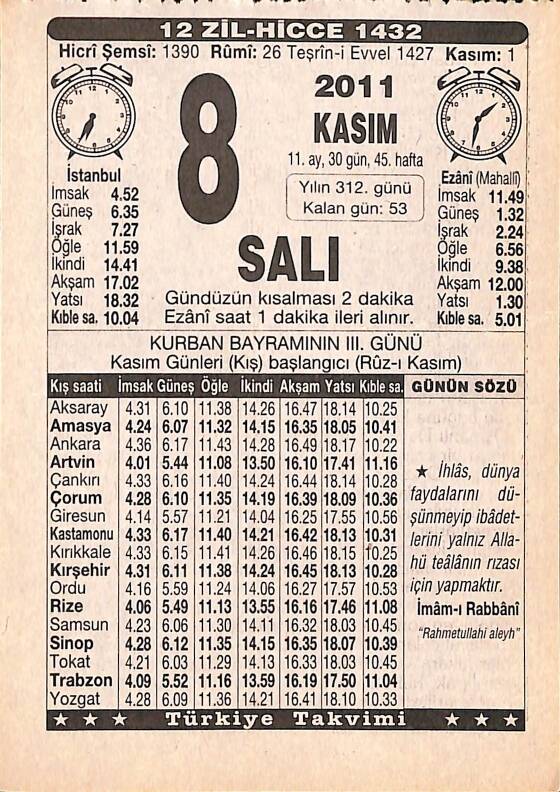 12 ZİL-HİCCE 1432
Hicrî Şemsî: 1390 Rûmî: 26 Teşrîn-i Evvel 1427 Kasım: 1
8
2011
KASIM
11. ay, 30 gün, 45. hafta
Yılın 312. günü
Kalan gün: 53
SALI
Gündüzün kısalması 2 dakika
Ezânî saat 1 dakika ileri alınır.
İstanbul
İmsak 4.52
Güneş 6.35
İşrak 7.27
Öğle 11.59
İkindi 14.41
Akşam 17.02
Yatsı 18.32
Kıble sa. 10.04
Ezânî (Mahallî)
İmsak 11.49
Güneş 1.32
İşrak 2.24
Öğle 6.56
İkindi 9.38
Akşam 12.00
Yatsı 1.30
Kıble sa. 5.01
KURBAN BAYRAMININ III. GÜNÜ
Kasım Günleri (Kış) başlangıcı (Rûz-ı Kasım)
Kış saati İmsak Güneş Öğle İkindi Akşam Yatsı Kıble sa.
Aksaray 4.31 6.10 11.38 14.26 16.47 18.14 10.25
Amasya 4.24 6.07 11.32 14.15 16.35 18.05 10.41
Ankara 4.36 6.17 11.43 14.28 16.49 18.17 10.22
Artvin 4.01 5.44 11.08 13.50 16.10 17.41 11.16
Çankırı 4.33 6.16 11.40 14.24 16.44 18.14 10.28
Çorum 4.28 6.10 11.35 14.19 16.39 18.09 10.36
Giresun 4.14 5.57 11.21 14.04 16.25 17.55 10.56
Kastamonu 4.33 6.17 11.40 14.21 16.42 18.13 10.31
Kırıkkale 4.33 6.15 11.41 14.26 16.46 18.15 10.25
Kırşehir 4.31 6.11 11.38 14.24 16.45 18.13 10.28
Ordu 4.16 5.59 11.24 14.06 16.27 17.57 10.53
Rize 4.06 5.49 11.13 13.55 16.16 17.46 11.08
Samsun 4.23 6.06 11.30 14.11 16.32 18.03 10.45
Sinop 4.28 6.12 11.35 14.15 16.35 18.07 10.39
Tokat 4.21 6.03 11.29 14.13 16.33 18.03 10.45
Trabzon 4.09 5.52 11.16 13.59 16.19 17.50 11.04
Yozgat 4.28 6.09 11.36 14.21 16.41 18.10 10.33
GÜNÜN SÖZÜ
★ İhlâs, dünya
faydalarını dü-
şünmeyip ibâdet-
lerini yalnız Alla-
hü teâlânın rızası
için yapmaktır.
İmâm-ı Rabbânî
"Rahmetullahi aleyh"
★ ★ ★ Türkiye Takvimi ★ ★ ★